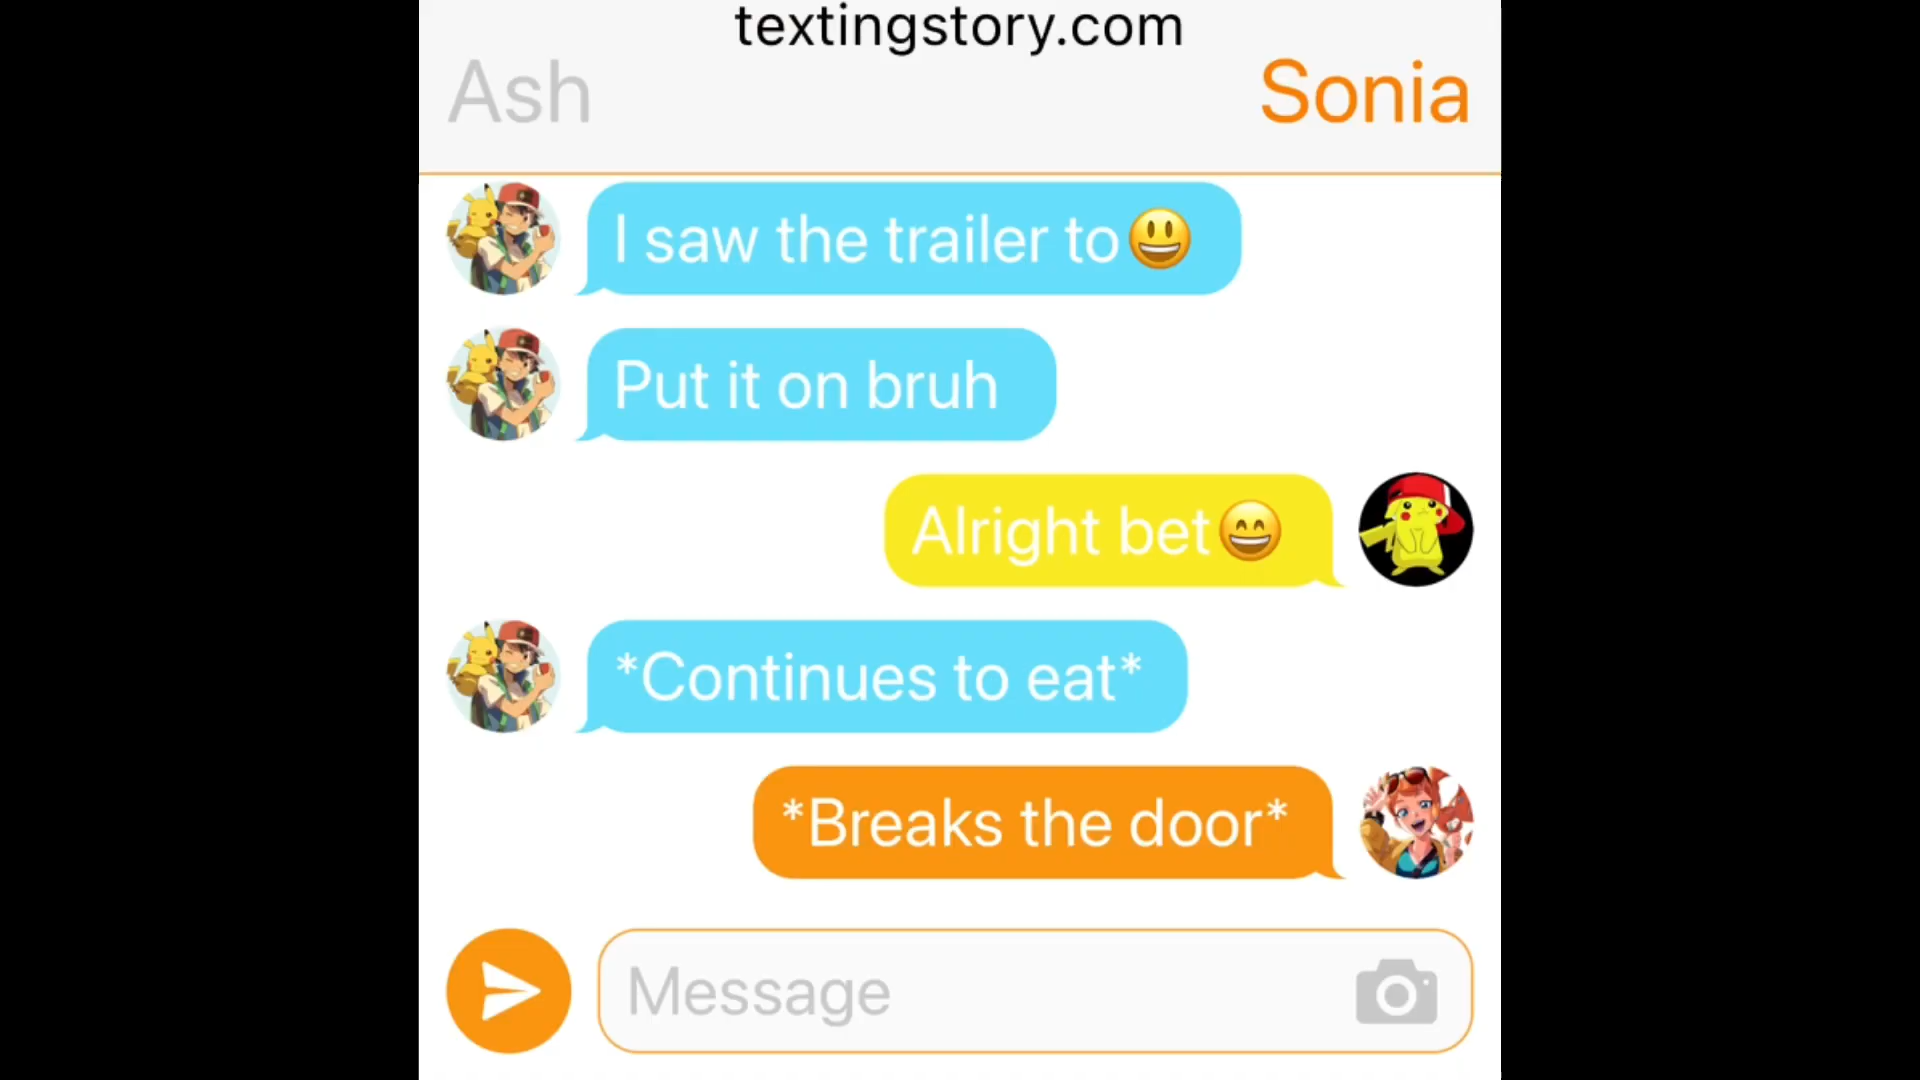 textingstory.com
Ash
Sonia
I saw the trailer to😃
Put it on bruh
Alright bet😄
*Continues to eat*
*Breaks the door*
Message